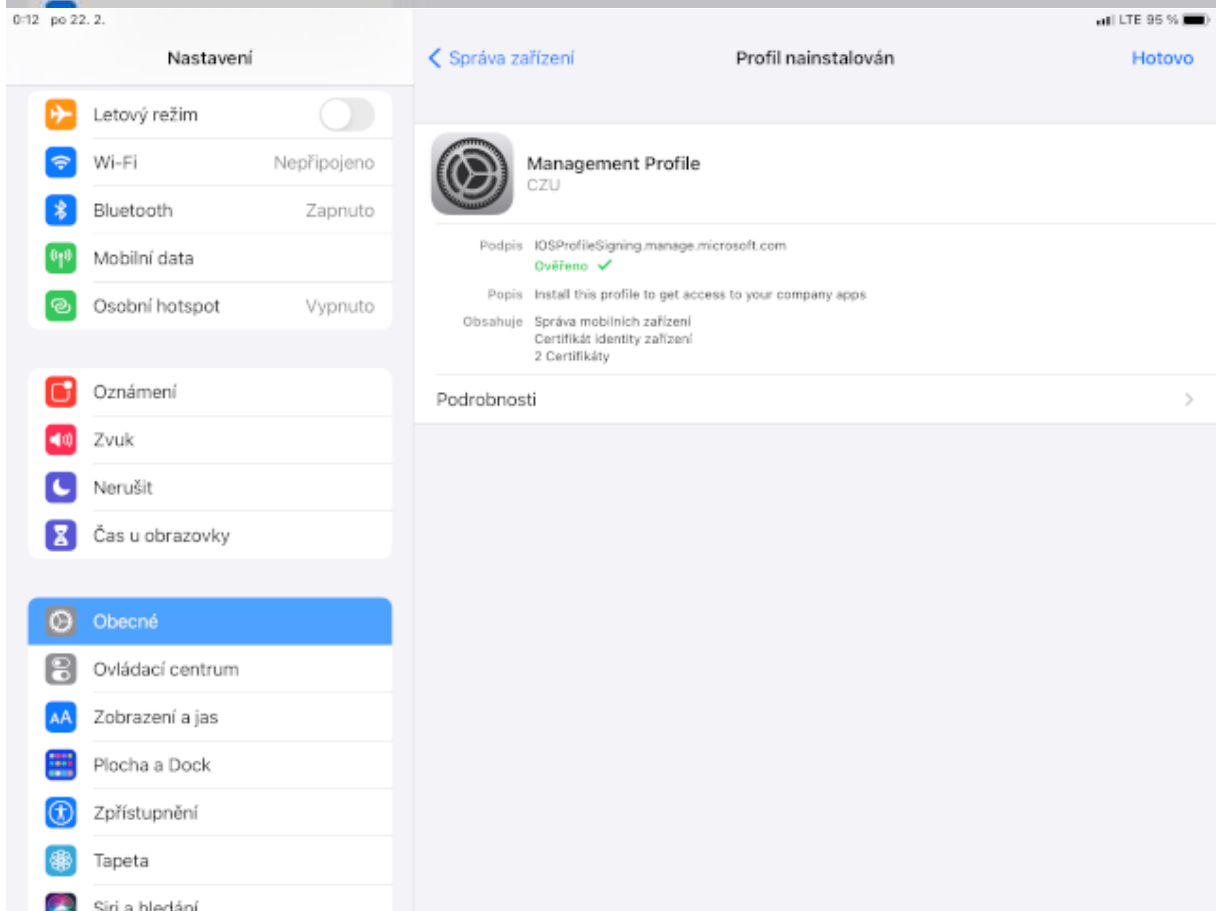 0:12 po 22. 2.
LTE 95 %
Nastavení
Letový režim
Wi-Fi Nepřipojeno
Bluetooth Zapnuto
Mobilní data
Osobní hotspot Vypnuto
Oznámení
Zvuk
Nerušit
Čas u obrazovky
Obecné
Ovládací centrum
AA Zobrazení a jas
Plocha a Dock
Zpřístupnění
Tapeta
Siri a hledání
Správa zařízení
Profil nainstalován
Hotovo
Management Profile
CZU
Podpis IOSProfileSigning.manage.microsoft.com
Ověřeno ✓
Popis Install this profile to get access to your company apps
Obsahuje Správa mobilních zařízení
Certifikát identity zařízení
2 Certifikáty
Podrobnosti